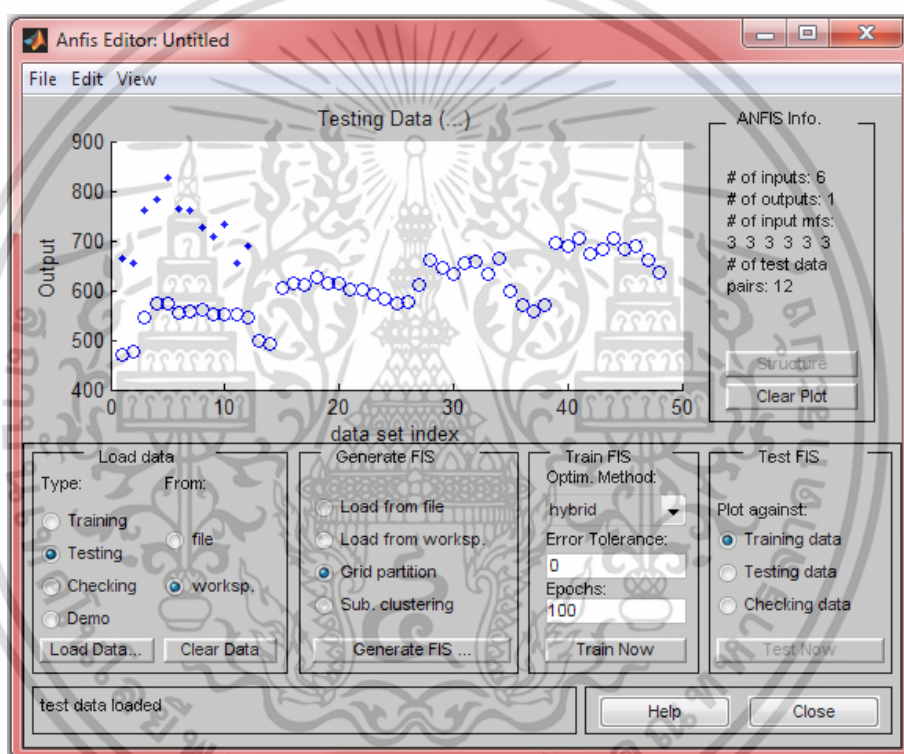 Anfis Editor: Untitled
File Edit View
Testing Data (...)
900
800
700
600
500
400
Output
0 10 20 30 40 50
data set index
ANFIS Info.
# of inputs: 6
# of outputs: 1
# of input mfs:
3 3 3 3 3 3
# of test data
pairs: 12
Structure
Clear Plot
Load data
Type:
From:
Training
Testing
Checking
Demo
file
worksp.
Load Data...
Clear Data
Generate FIS
Load from file
Load from worksp.
Grid partition
Sub. clustering
Generate FIS ...
Train FIS
Optim. Method:
hybrid
Error Tolerance:
0
Epochs:
100
Train Now
Test FIS
Plot against:
Training data
Testing data
Checking data
Test Now
test data loaded
Help
Close